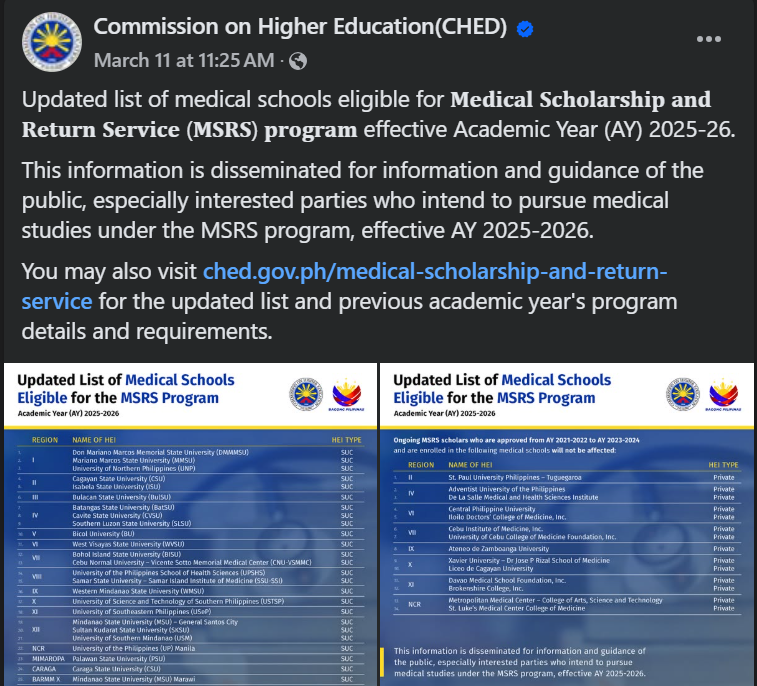 Commission on Higher Education(CHED)
March 11 at 11:25 AM ·
Updated list of medical schools eligible for Medical Scholarship and
Return Service (MSRS) program effective Academic Year (AY) 2025-26.
This information is disseminated for information and guidance of the
public, especially interested parties who intend to pursue medical
studies under the MSRS program, effective AY 2025-2026.
You may also visit ched.gov.ph/medical-scholarship-and-return-
service for the updated list and previous academic year's program
details and requirements.
Updated List of Medical Schools
Eligible for the MSRS Program
Academic Year (AY) 2025-2026
REGION NAME OF HEI HEI TYPE
Don Mariano Marcos Memorial State University (DMMMSU) SUC
I Mariano Marcos State University (MMSU) SUC
University of Northern Philippines (UNP) SUC
Cagayan State University (CSU) SUC
II
Isabela State University (ISU) SUC
III Bulacan State University (BulSU) SUC
Batangas State University (BatSU) SUC
IV Cavite State University (CVSU) SUC
Southern Luzon State University (SLSU) SUC
V Bicol University (BU) SUC
VI West Visayas State University (WVSU) SUC
Bohol Island State University (BISU) SUC
VII
Cebu Normal University – Vicente Sotto Memorial Medical Center (CNU-VSMMC) SUC
University of the Philippines School of Health Sciences (UPSHS) SUC
VIII
Samar State University – Samar Island Institute of Medicine (SSU-SSI) SUC
IX Western Mindanao State University (WMSU) SUC
X University of Science and Technology of Southern Philippines (USTSP) SUC
XI University of Southeastern Philippines (USeP) SUC
Mindanao State University (MSU) – General Santos City SUC
XII Sultan Kudarat State University (SKSU) SUC
University of Southern Mindanao (USM) SUC
NCR University of the Philippines (UP) Manila SUC
MIMAROPA Palawan State University (PSU) SUC
CARAGA Caraga State University (CSU) SUC
BARMM X Mindanao State University (MSU) Marawi SUC
Updated List of Medical Schools
Eligible for the MSRS Program
Academic Year (AY) 2025-2026
Ongoing MSRS scholars who are approved from AY 2021-2022 to AY 2023-2024
and are enrolled in the following medical schools will not be affected:
REGION NAME OF HEI HEI TYPE
II St. Paul University Philippines – Tuguegaroa Private
Adventist University of the Philippines Private
IV
De La Salle Medical and Health Sciences Institute Private
Central Philippine University Private
VI
Iloilo Doctors' College of Medicine, Inc. Private
Cebu Institute of Medicine, Inc. Private
VII
University of Cebu College of Medicine Foundation, Inc. Private
IX Ateneo de Zamboanga University Private
Xavier University – Dr Jose P Rizal School of Medicine Private
X
Liceo de Cagayan University Private
Davao Medical School Foundation, Inc. Private
XI
Brokenshire College, Inc. Private
Metropolitan Medical Center – College of Arts, Science and Technology Private
NCR
St. Luke's Medical Center College of Medicine Private
This information is disseminated for information and guidance of
the public, especially interested parties who intend to pursue
medical studies under the MSRS program, effective AY 2025-2026.